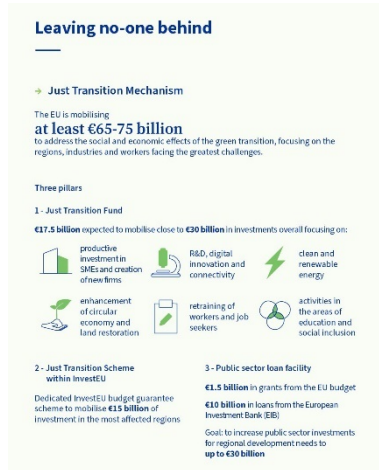 Leaving no-one behind
→ Just Transition Mechanism
The EU is mobilising
at least €65-75 billion
to address the social and economic effects of the green transition, focusing on the
regions, industries and workers facing the greatest challenges.
Three pillars
1 - Just Transition Fund
€17.5 billion expected to mobilise close to €30 billion in investments overall focusing on:
productive
investment in
SMEs and creation
of new firms
R&D, digital
innovation and
connectivity
clean and
renewable
energy
enhancement
of circular
economy and
land restoration
retraining of
workers and job
seekers
activities in
the areas of
education and
social inclusion
2 - Just Transition Scheme
within InvestEU
Dedicated InvestEU budget guarantee
scheme to mobilise €15 billion of
investment in the most affected regions
3 - Public sector loan facility
€1.5 billion in grants from the EU budget
€10 billion in loans from the European
Investment Bank (EIB)
Goal: to increase public sector investments
for regional development needs to
up to €30 billion